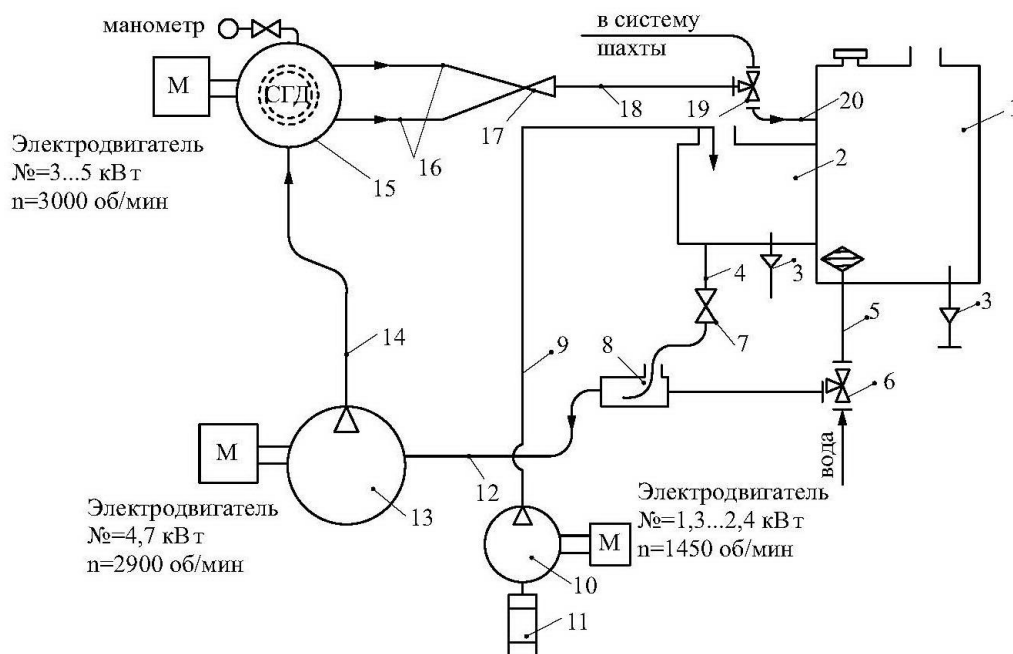 манометр
в систему
шахты
М
СГД
Электродвигатель
№=3...5 кВт
n=3000 об/мин
15
16
17
18
19
20
1
2
3
3
4
5
6
7
8
9
14
вода
М
Электродвигатель
№=4,7 кВт
n=2900 об/мин
13
12
Электродвигатель
№=1,3...2,4 кВт
n=1450 об/мин
М
10
11